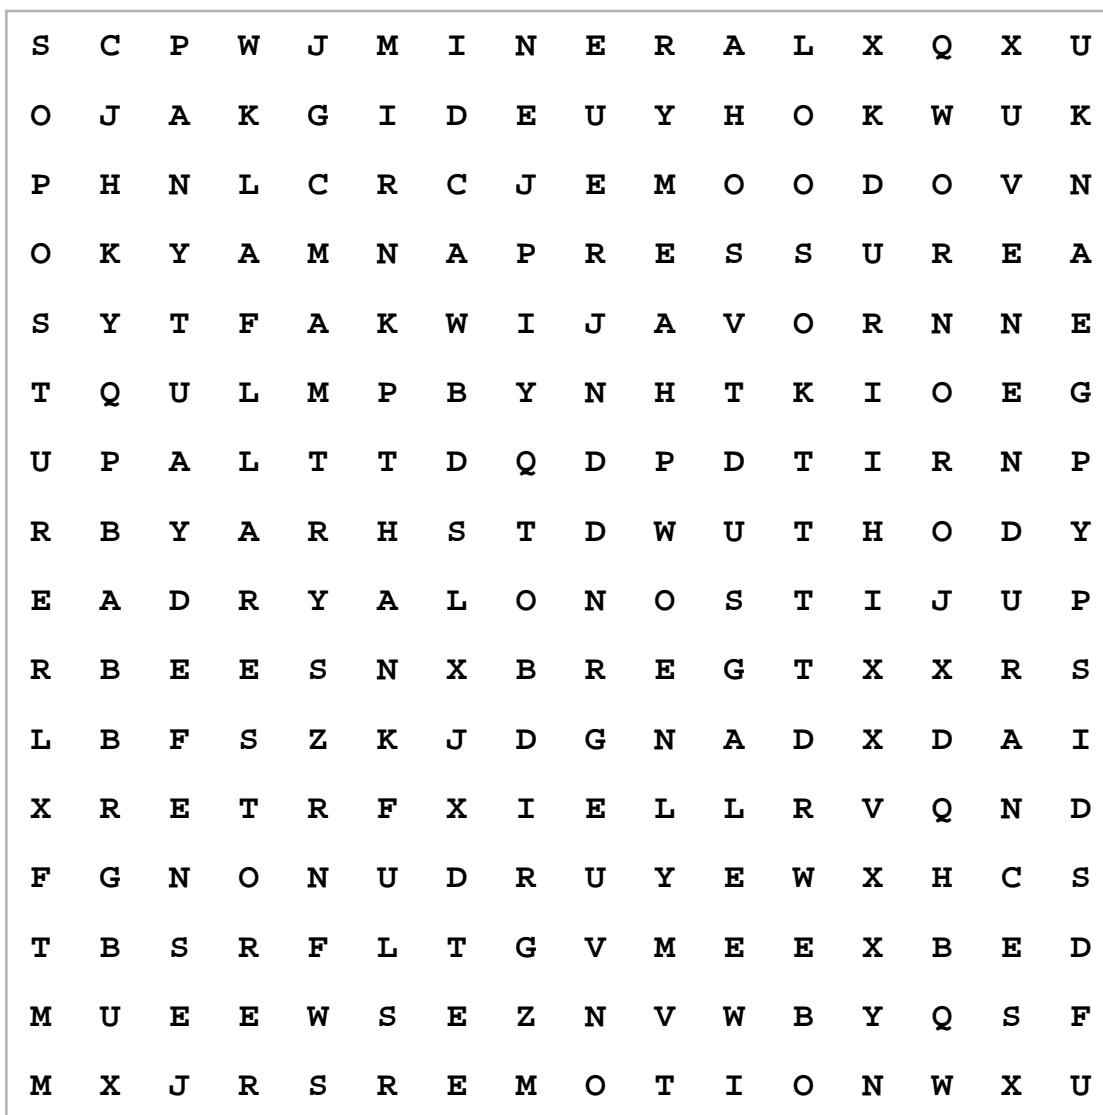 S C P W J M I N E R A L X Q X U
O J A K G I D E U Y H O K W U K
P H N L C R C J E M O O D O V N
O K Y A M N A P R E S S U R E A
S Y T F A K W I J A V O R N N E
T Q U L M P B Y N H T K I O E G
U P A L T T D Q D P D T I R N P
R B Y A R H S T D W U T H O D Y
E A D R Y A L O N O S T I J U P
R B E E S N X B R E G T X X R S
L B F S Z K J D G N A D X D A I
X R E T R F X I E L L R V Q N D
F G N O N U D R U Y E W X H C S
T B S R F L T G V M E E X B E D
M U E E W S E Z N V W B Y Q S F
M X J R S R E M O T I O N W X U